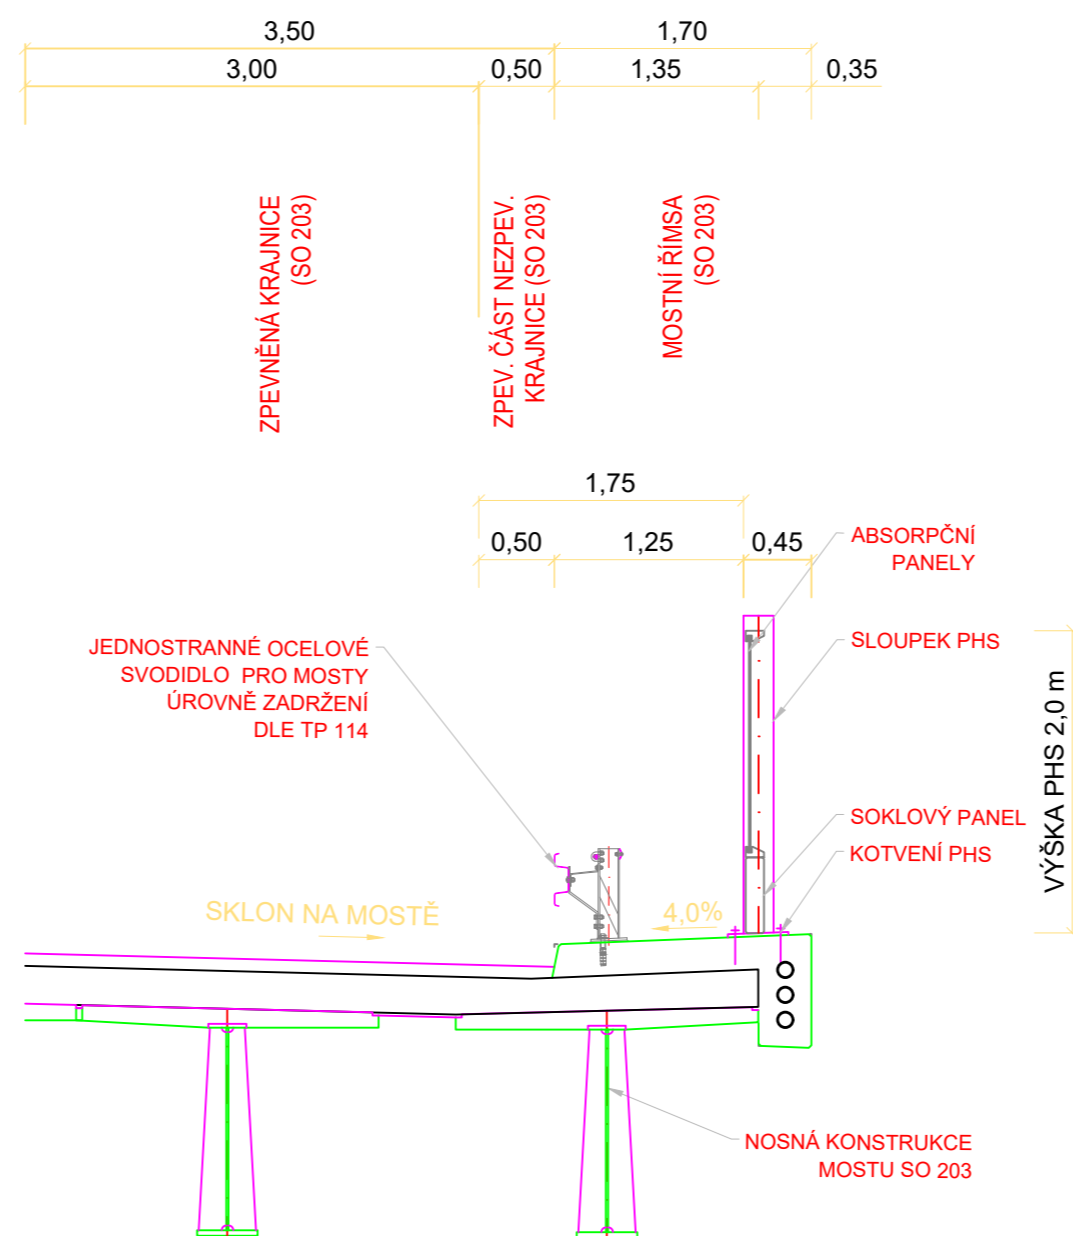 3,50
1,70
3,00
0,50
1,35
0,35
ZPEVNĚNÁ KRAJNICE
(SO 203)
ZPEV. ČÁST NEZPEV.
KRAJNICE (SO 203)
MOSTNÍ ŘÍMSA
(SO 203)
1,75
0,50
1,25
0,45
ABSORPČNÍ
PANELY
JEDNOSTRANNÉ OCELOVÉ
SVODIDLO PRO MOSTY
ÚROVNĚ ZADRŽENÍ
DLE TP 114
SLOUPEK PHS
VÝŠKA PHS 2,0 m
SOKLOVÝ PANEL
KOTVENÍ PHS
SKLON NA MOSTĚ
4,0%
NOSNÁ KONSTRUKCE
MOSTU SO 203